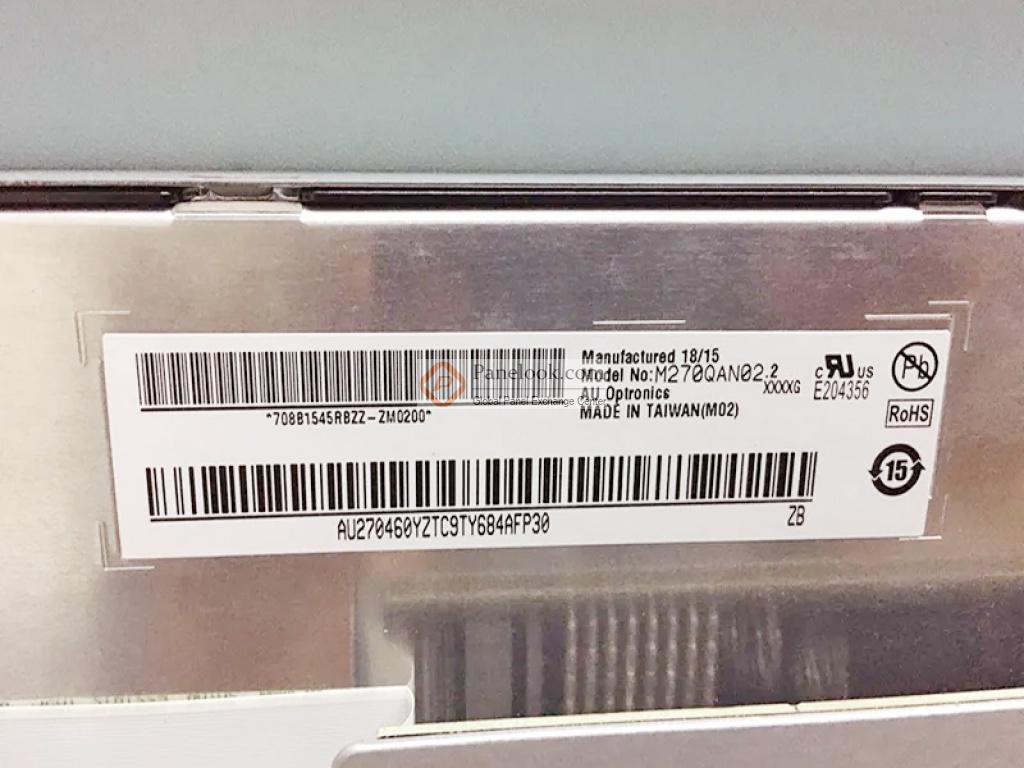 Manufactured 18/15
Model No:M270QAN02.2
XXXXG
AU Optronics
MADE IN TAIWAN(M02)
*708B1545RBZZ-ZM0200*
Panelook.com
Global Panel Exchange Center
c RU us
E204356
Pb
RoHS
15
AU270460YZTC9TY684AFP30
ZB